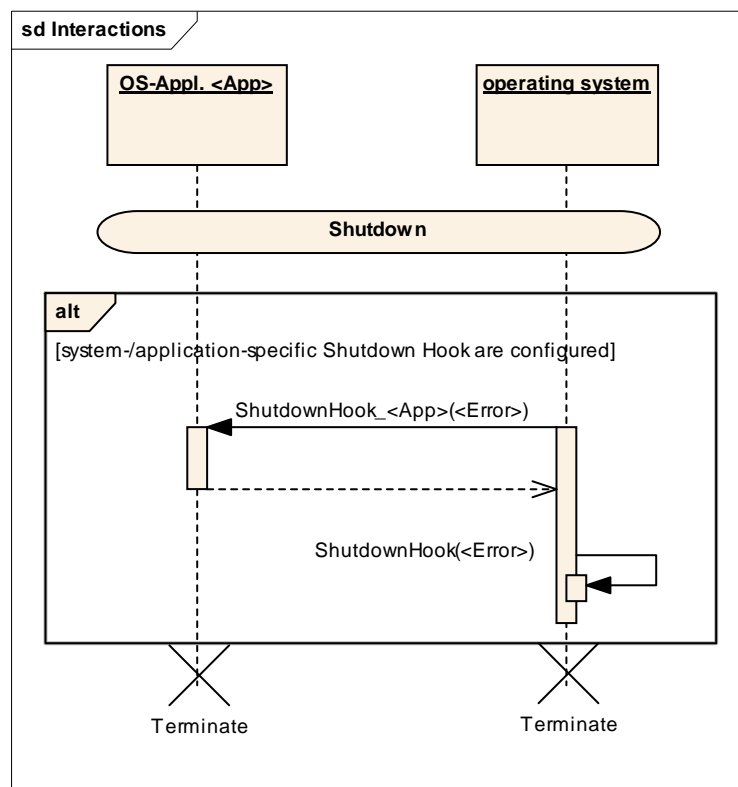 sd Interactions
OS-Appl. <App>
operating system
Shutdown
alt
[system-/application-specific Shutdown Hook are configured]
ShutdownHook_<App>(<Error>)
ShutdownHook(<Error>)
Terminate
Terminate